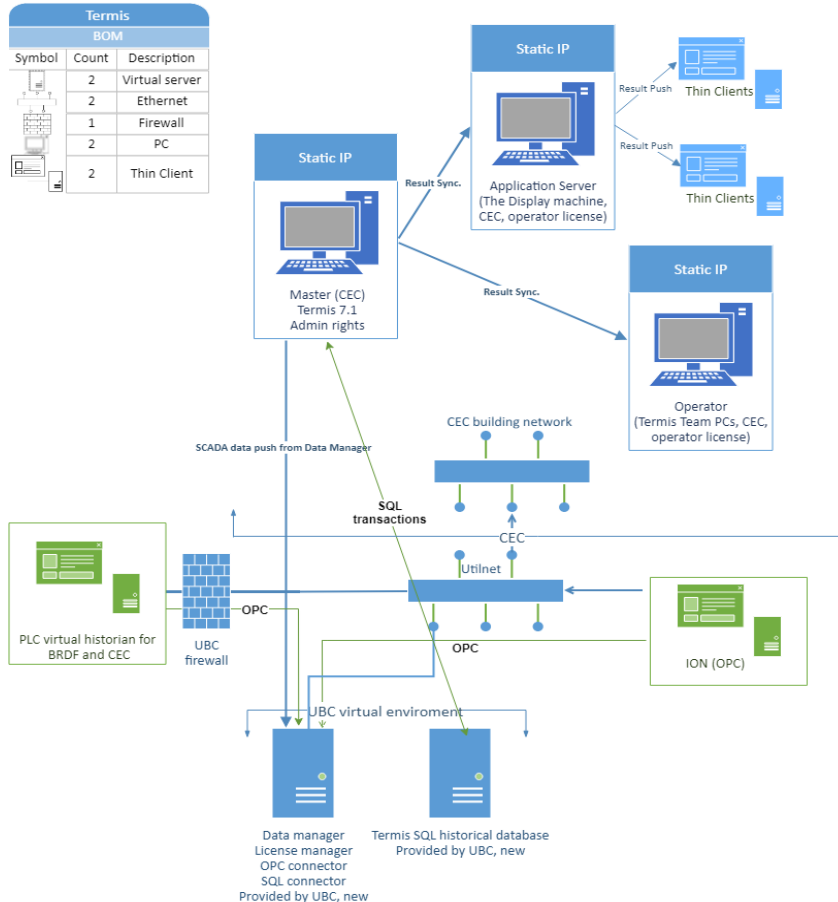 Termis
BOM
Symbol Count Description
2 Virtual server
2 Ethernet
1 Firewall
2 PC
2 Thin Client
Static IP
Application Server
(The Display machine,
CEC, operator license)
Result Push
Thin Clients
Result Push
Thin Clients
Static IP
Master (CEC)
Termis 7.1
Admin rights
Result Sync.
Result Sync.
Static IP
Operator
(Termis Team PCs, CEC,
operator license)
CEC building network
SCADA data push from Data Manager
SQL
transactions
CEC
Utilnet
PLC virtual historian for
BRDF and CEC
UBC
firewall
OPC
OPC
ION (OPC)
UBC virtual enviroment
Data manager
License manager
OPC connector
SQL connector
Provided by UBC, new
Termis SQL historical database
Provided by UBC, new